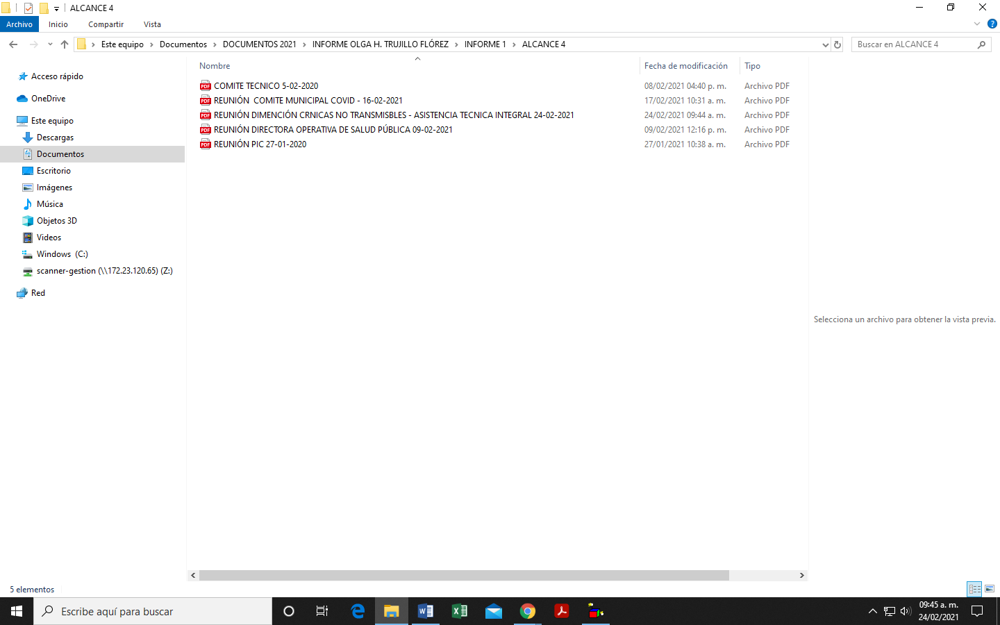 ALCANCE 4
Archivo Inicio Compartir Vista
Este equipo Documentos DOCUMENTOS 2021 INFORME OLGA H. TRUJILLO FLÓREZ INFORME 1 ALCANCE 4
Buscar en ALCANCE 4
Acceso rápido
OneDrive
Este equipo
Descargas
Documentos
Escritorio
Imágenes
Música
Objetos 3D
Videos
Windows (C:)
scanner-gestion (\\172.23.120.65) (Z:)
Red
Nombre Fecha de modificación Tipo
PDF COMITE TECNICO 5-02-2020 08/02/2021 04:40 p. m. Archivo PDF
PDF REUNIÓN  COMITE MUNICIPAL COVID - 16-02-2021 17/02/2021 10:31 a. m. Archivo PDF
PDF REUNIÓN DIMENCIÓN CRNICAS NO TRANSMISBLES - ASISTENCIA TECNICA INTEGRAL 24-02-2021 24/02/2021 09:44 a. m. Archivo PDF
PDF REUNIÓN DIRECTORA OPERATIVA DE SALUD PÚBLICA 09-02-2021 09/02/2021 12:16 p. m. Archivo PDF
PDF REUNIÓN PIC 27-01-2020 27/01/2021 10:38 a. m. Archivo PDF
Selecciona un archivo para obtener la vista previa.
5 elementos
Escribe aquí para buscar
09:45 a. m.
24/02/2021